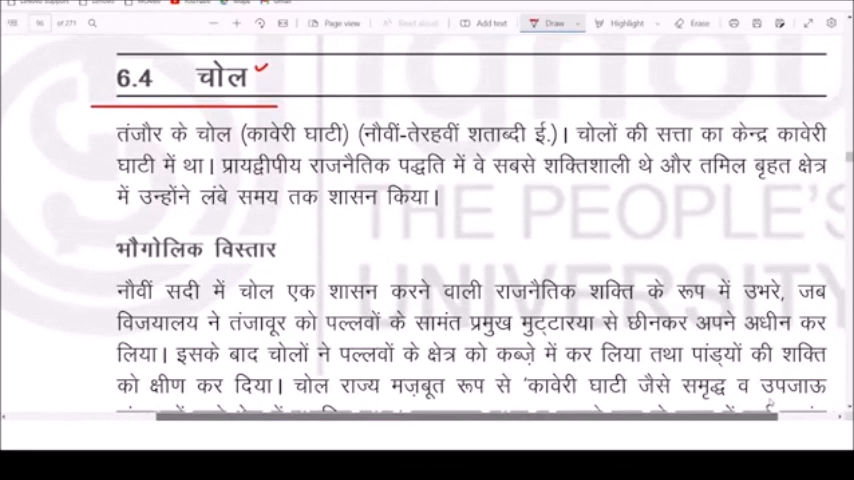 96 of 271
Page view
Read aloud
Add text
Draw
Highlight
Erase
6.4 चोल
तंजौर के चोल (कावेरी घाटी) (नौवीं-तेरहवीं शताब्दी ई.)। चोलों की सत्ता का केन्द्र कावेरी
घाटी में था। प्रायद्वीपीय राजनैतिक पद्धति में वे सबसे शक्तिशाली थे और तमिल बृहत क्षेत्र
में उन्होंने लंबे समय तक शासन किया।
THE PEOPLE'S
UNIVERSITY
भौगोलिक विस्तार
नौवीं सदी में चोल एक शासन करने वाली राजनैतिक शक्ति के रूप में उभरे, जब
विजयालय ने तंजावूर को पल्लवों के सामंत प्रमुख मुट्टारया से छीनकर अपने अधीन कर
लिया। इसके बाद चोलों ने पल्लवों के क्षेत्र को कब्ज़े में कर लिया तथा पांड्यों की शक्ति
को क्षीण कर दिया। चोल राज्य मज़बूत रूप से 'कावेरी घाटी जैसे समृद्ध व उपजाऊ